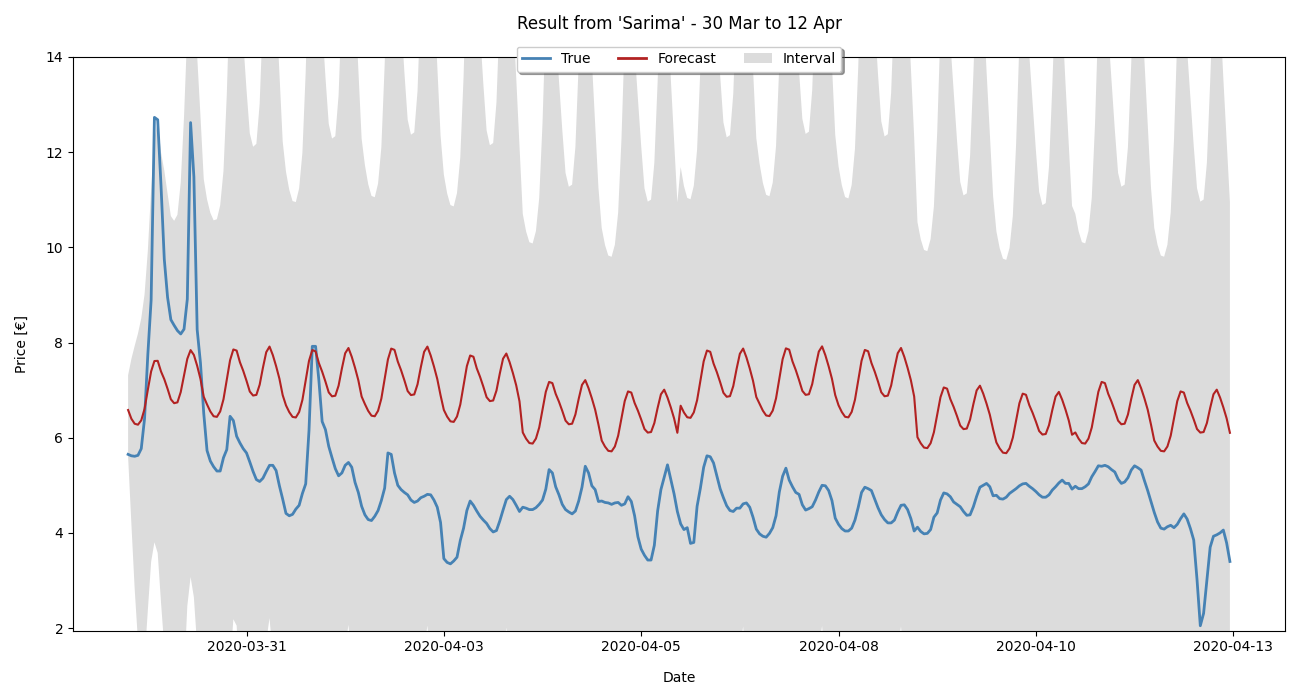 Result from 'Sarima' - 30 Mar to 12 Apr
True Forecast Interval
14
12
10
8
6
4
2
Price [€]
2020-03-31 2020-04-03 2020-04-05 2020-04-08 2020-04-10 2020-04-13
Date